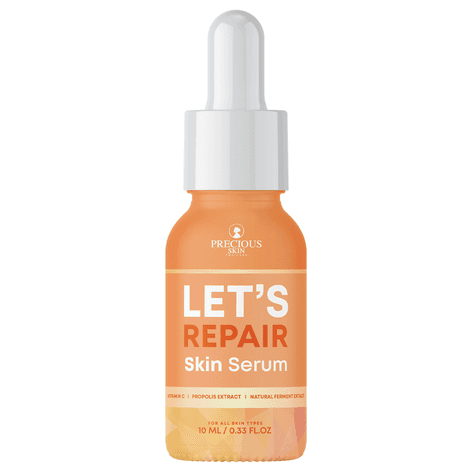 PRECIOUS
SKIN
THAILAND
LET'S
REPAIR
Skin Serum
VITAMIN C | PROPOLIS EXTRACT | NATURAL FERMENT EXTRACT
FOR ALL SKIN TYPES
10 ML / 0.33 FL.OZ